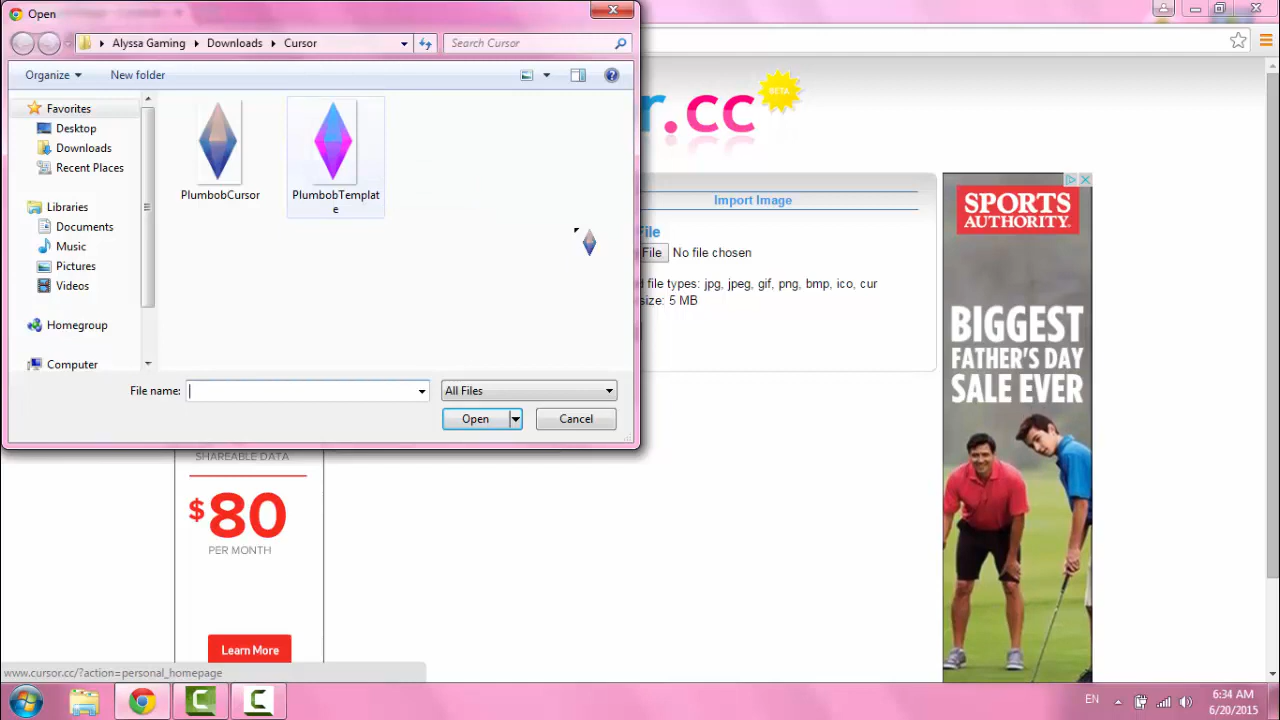 Open
Alyssa Gaming
Downloads
Cursor
Search Cursor
Organize
New folder
Favorites
Desktop
Downloads
Recent Places
Libraries
Documents
Music
Pictures
Videos
Homegroup
Computer
PlumbobCursor
PlumbobTemplat
e
File name:
All Files
Open
Cancel
r.cc
BETA
Import Image
File
File No file chosen
d file types: jpg, jpeg, gif, png, bmp, ico, cur
size: 5 MB
SPORTS
AUTHORITY.
BIGGEST
FATHER'S DAY
SALE EVER
SHAREABLE DATA
$80
PER MONTH
Learn More
www.cursor.cc/?action=personal_homepage
EN
6:34 AM
6/20/2015